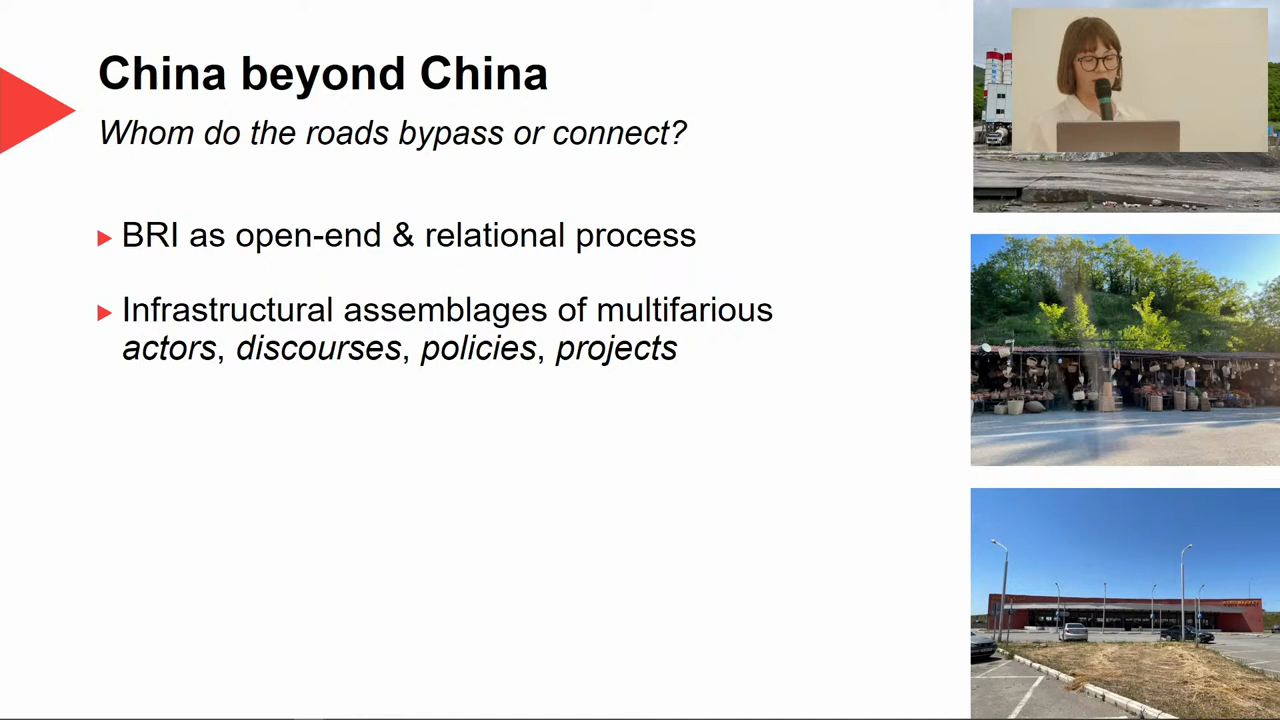 China beyond China
Whom do the roads bypass or connect?
BRI as open-end & relational process
Infrastructural assemblages of multifarious
actors, discourses, policies, projects